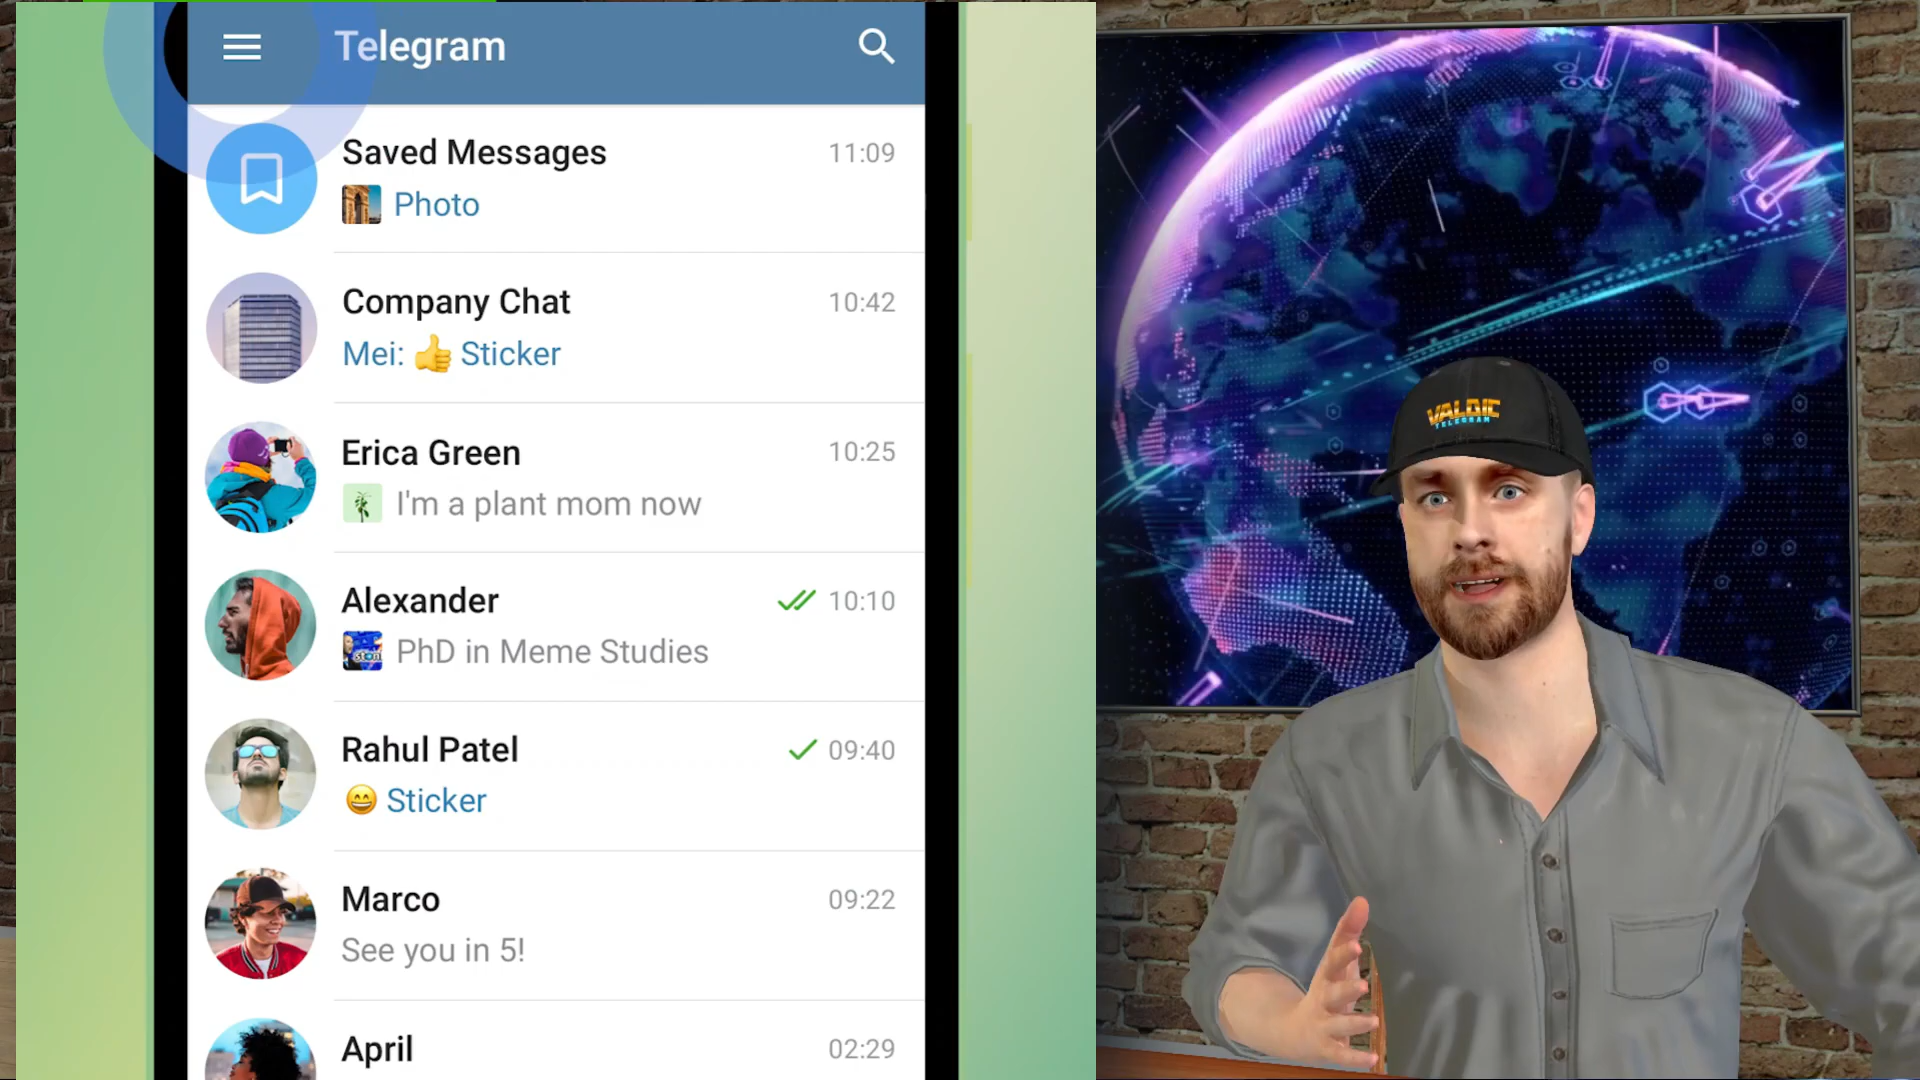 Telegram
Saved Messages 11:09
Photo
Company Chat 10:42
Mei: 👍 Sticker
Erica Green 10:25
I'm a plant mom now
Alexander 10:10
PhD in Meme Studies
Rahul Patel 09:40
😄 Sticker
Marco 09:22
See you in 5!
April 02:29
VALDIC
TELEGRAM